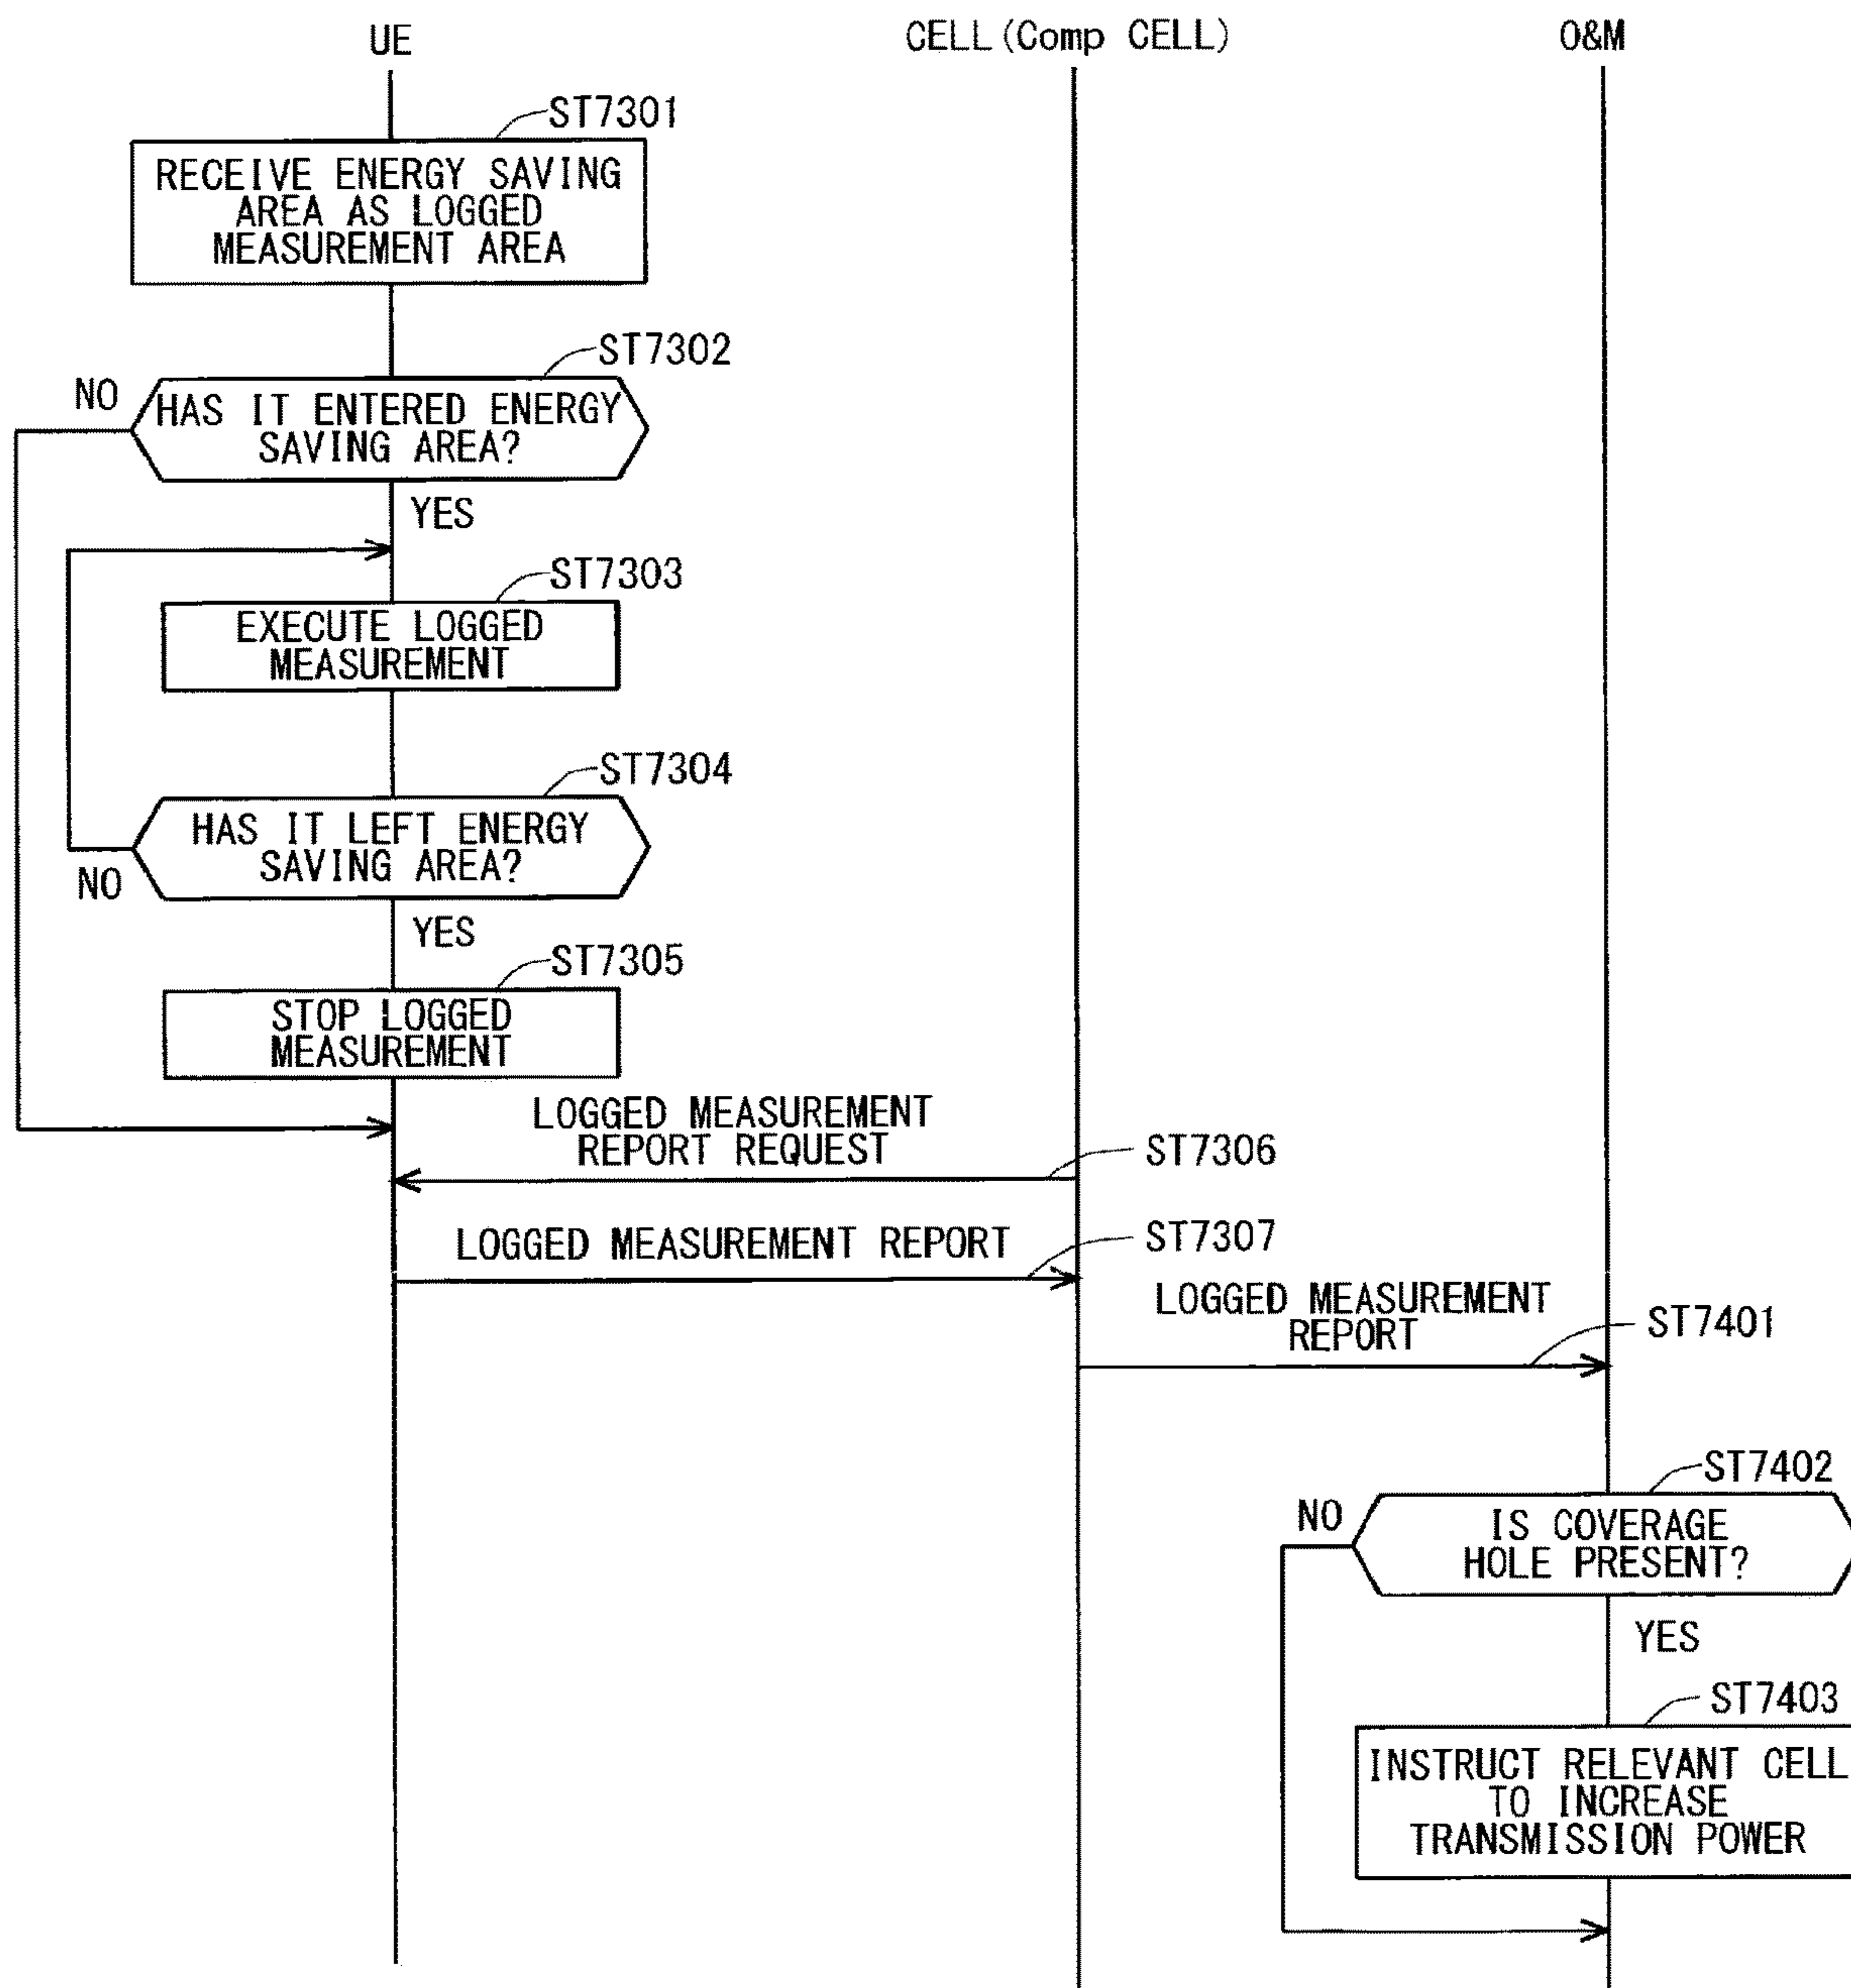 UE
CELL(Comp CELL)
O&M
ST7301
RECEIVE ENERGY SAVING
AREA AS LOGGED
MEASUREMENT AREA
ST7302
NO
HAS IT ENTERED ENERGY
SAVING AREA?
YES
ST7303
EXECUTE LOGGED
MEASUREMENT
ST7304
HAS IT LEFT ENERGY
SAVING AREA?
NO
YES
ST7305
STOP LOGGED
MEASUREMENT
LOGGED MEASUREMENT
REPORT REQUEST
ST7306
LOGGED MEASUREMENT REPORT
ST7307
LOGGED MEASUREMENT
REPORT
ST7401
ST7402
NO
IS COVERAGE
HOLE PRESENT?
YES
ST7403
INSTRUCT RELEVANT CELL
TO INCREASE
TRANSMISSION POWER